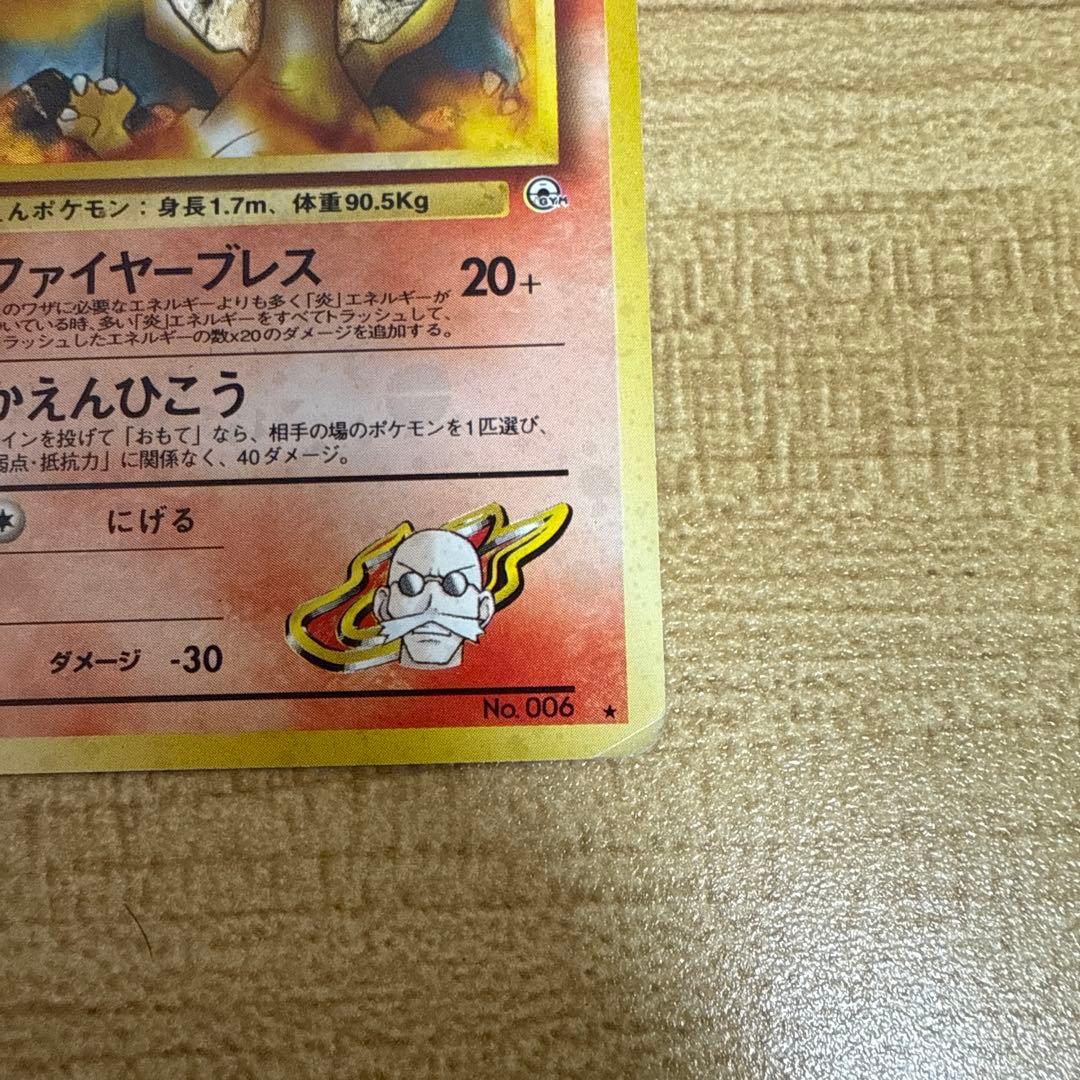 んポケモン：身長1.7m、体重90.5Kg
GYM
ファイヤーブレス 20+
のワザに必要なエネルギーよりも多く「炎」エネルギーが
いている時、多い「炎」エネルギーをすべてトラッシュして、
ラッシュしたエネルギーの数x20のダメージを追加する。
かえんひこう
インを投げて「おもて」なら、相手の場のポケモンを1匹選び、
弱点・抵抗力」に関係なく、40ダメージ。
にげる
ダメージ -30
No. 006 ★